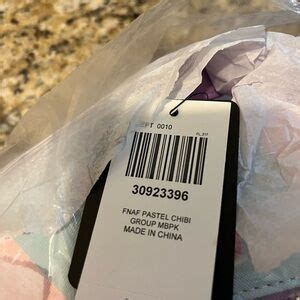 PT 0010
30923396
FNAF PASTEL CHIBI
GROUP MBPK
MADE IN CHINA